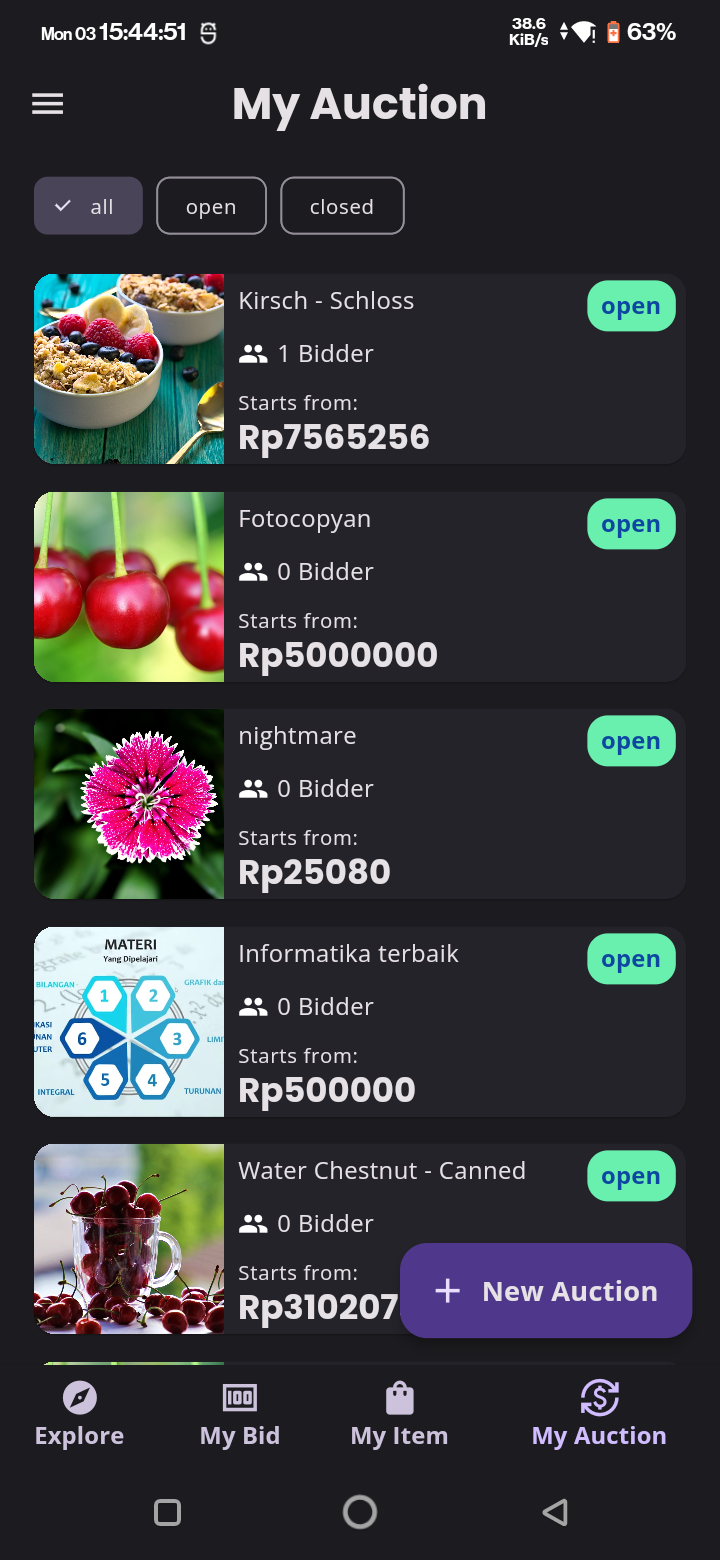 Mon 03 15:44:51
38.6 KiB/s
63%
My Auction
all
open
closed
Kirsch - Schloss
open
1 Bidder
Starts from:
Rp7565256
Fotocopyan
open
0 Bidder
Starts from:
Rp5000000
nightmare
open
0 Bidder
Starts from:
Rp25080
MATERI
Yang Dipelajari
BILANGAN
GRAFIK
1
2
3
4
5
6
LIMI
INTEGRAL
TURUNAN
Informatika terbaik
open
0 Bidder
Starts from:
Rp500000
Water Chestnut - Canned
open
0 Bidder
Starts from:
Rp310207
+ New Auction
100
Explore
My Bid
My Item
My Auction